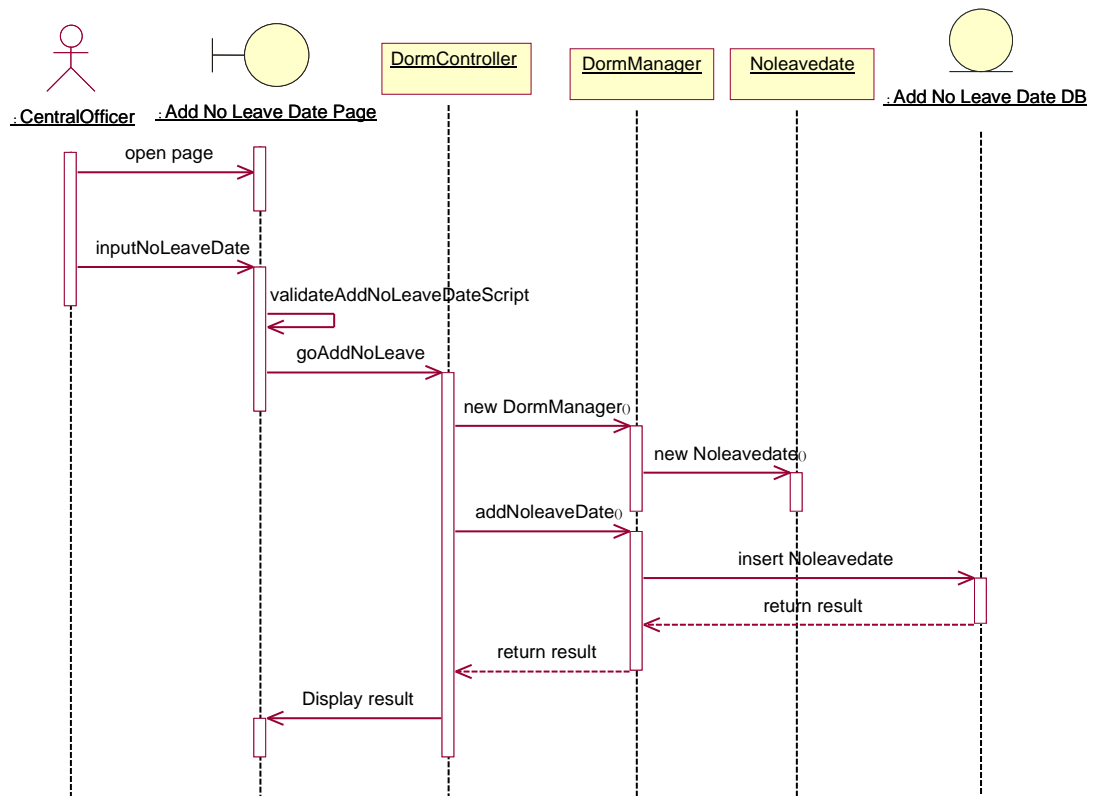 DormController
DormManager
Noleavedate
: CentralOfficer
: Add No Leave Date Page
: Add No Leave Date DB
open page
inputNoLeaveDate
validateAddNoLeaveDateScript
goAddNoLeave
new DormManager()
new Noleavedate()
addNoleaveDate()
insert Noleavedate
return result
return result
Display result